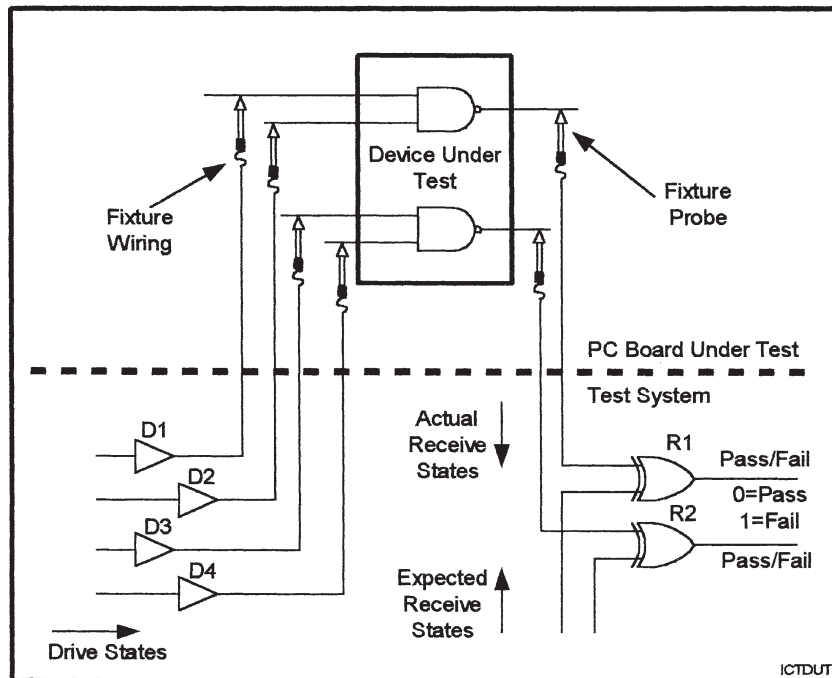 Device Under
Test
Fixture
Wiring
Fixture
Probe
PC Board Under Test
Test System
D1
D2
D3
D4
Actual
Receive
States
R1
Pass/Fail
0=Pass
1=Fail
R2
Pass/Fail
Expected
Receive
States
Drive States
ICTDUT